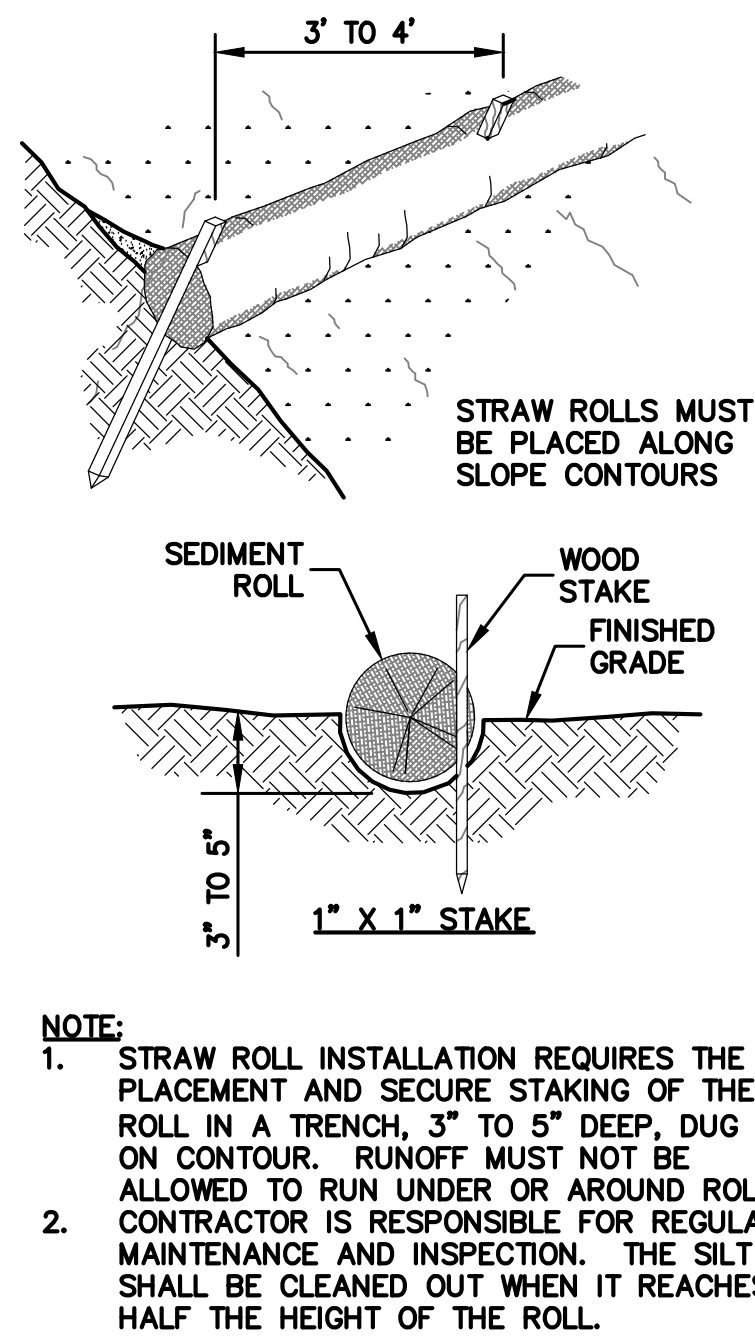 3' TO 4'
STRAW ROLLS MUST
BE PLACED ALONG
SLOPE CONTOURS
SEDIMENT
ROLL
WOOD
STAKE
FINISHED
GRADE
3" TO 5"
1" X 1" STAKE
NOTE:
1. STRAW ROLL INSTALLATION REQUIRES THE
PLACEMENT AND SECURE STAKING OF THE
ROLL IN A TRENCH, 3" TO 5" DEEP, DUG
ON CONTOUR. RUNOFF MUST NOT BE
ALLOWED TO RUN UNDER OR AROUND ROL
2. CONTRACTOR IS RESPONSIBLE FOR REGULA
MAINTENANCE AND INSPECTION. THE SILT
SHALL BE CLEANED OUT WHEN IT REACHES
HALF THE HEIGHT OF THE ROLL.